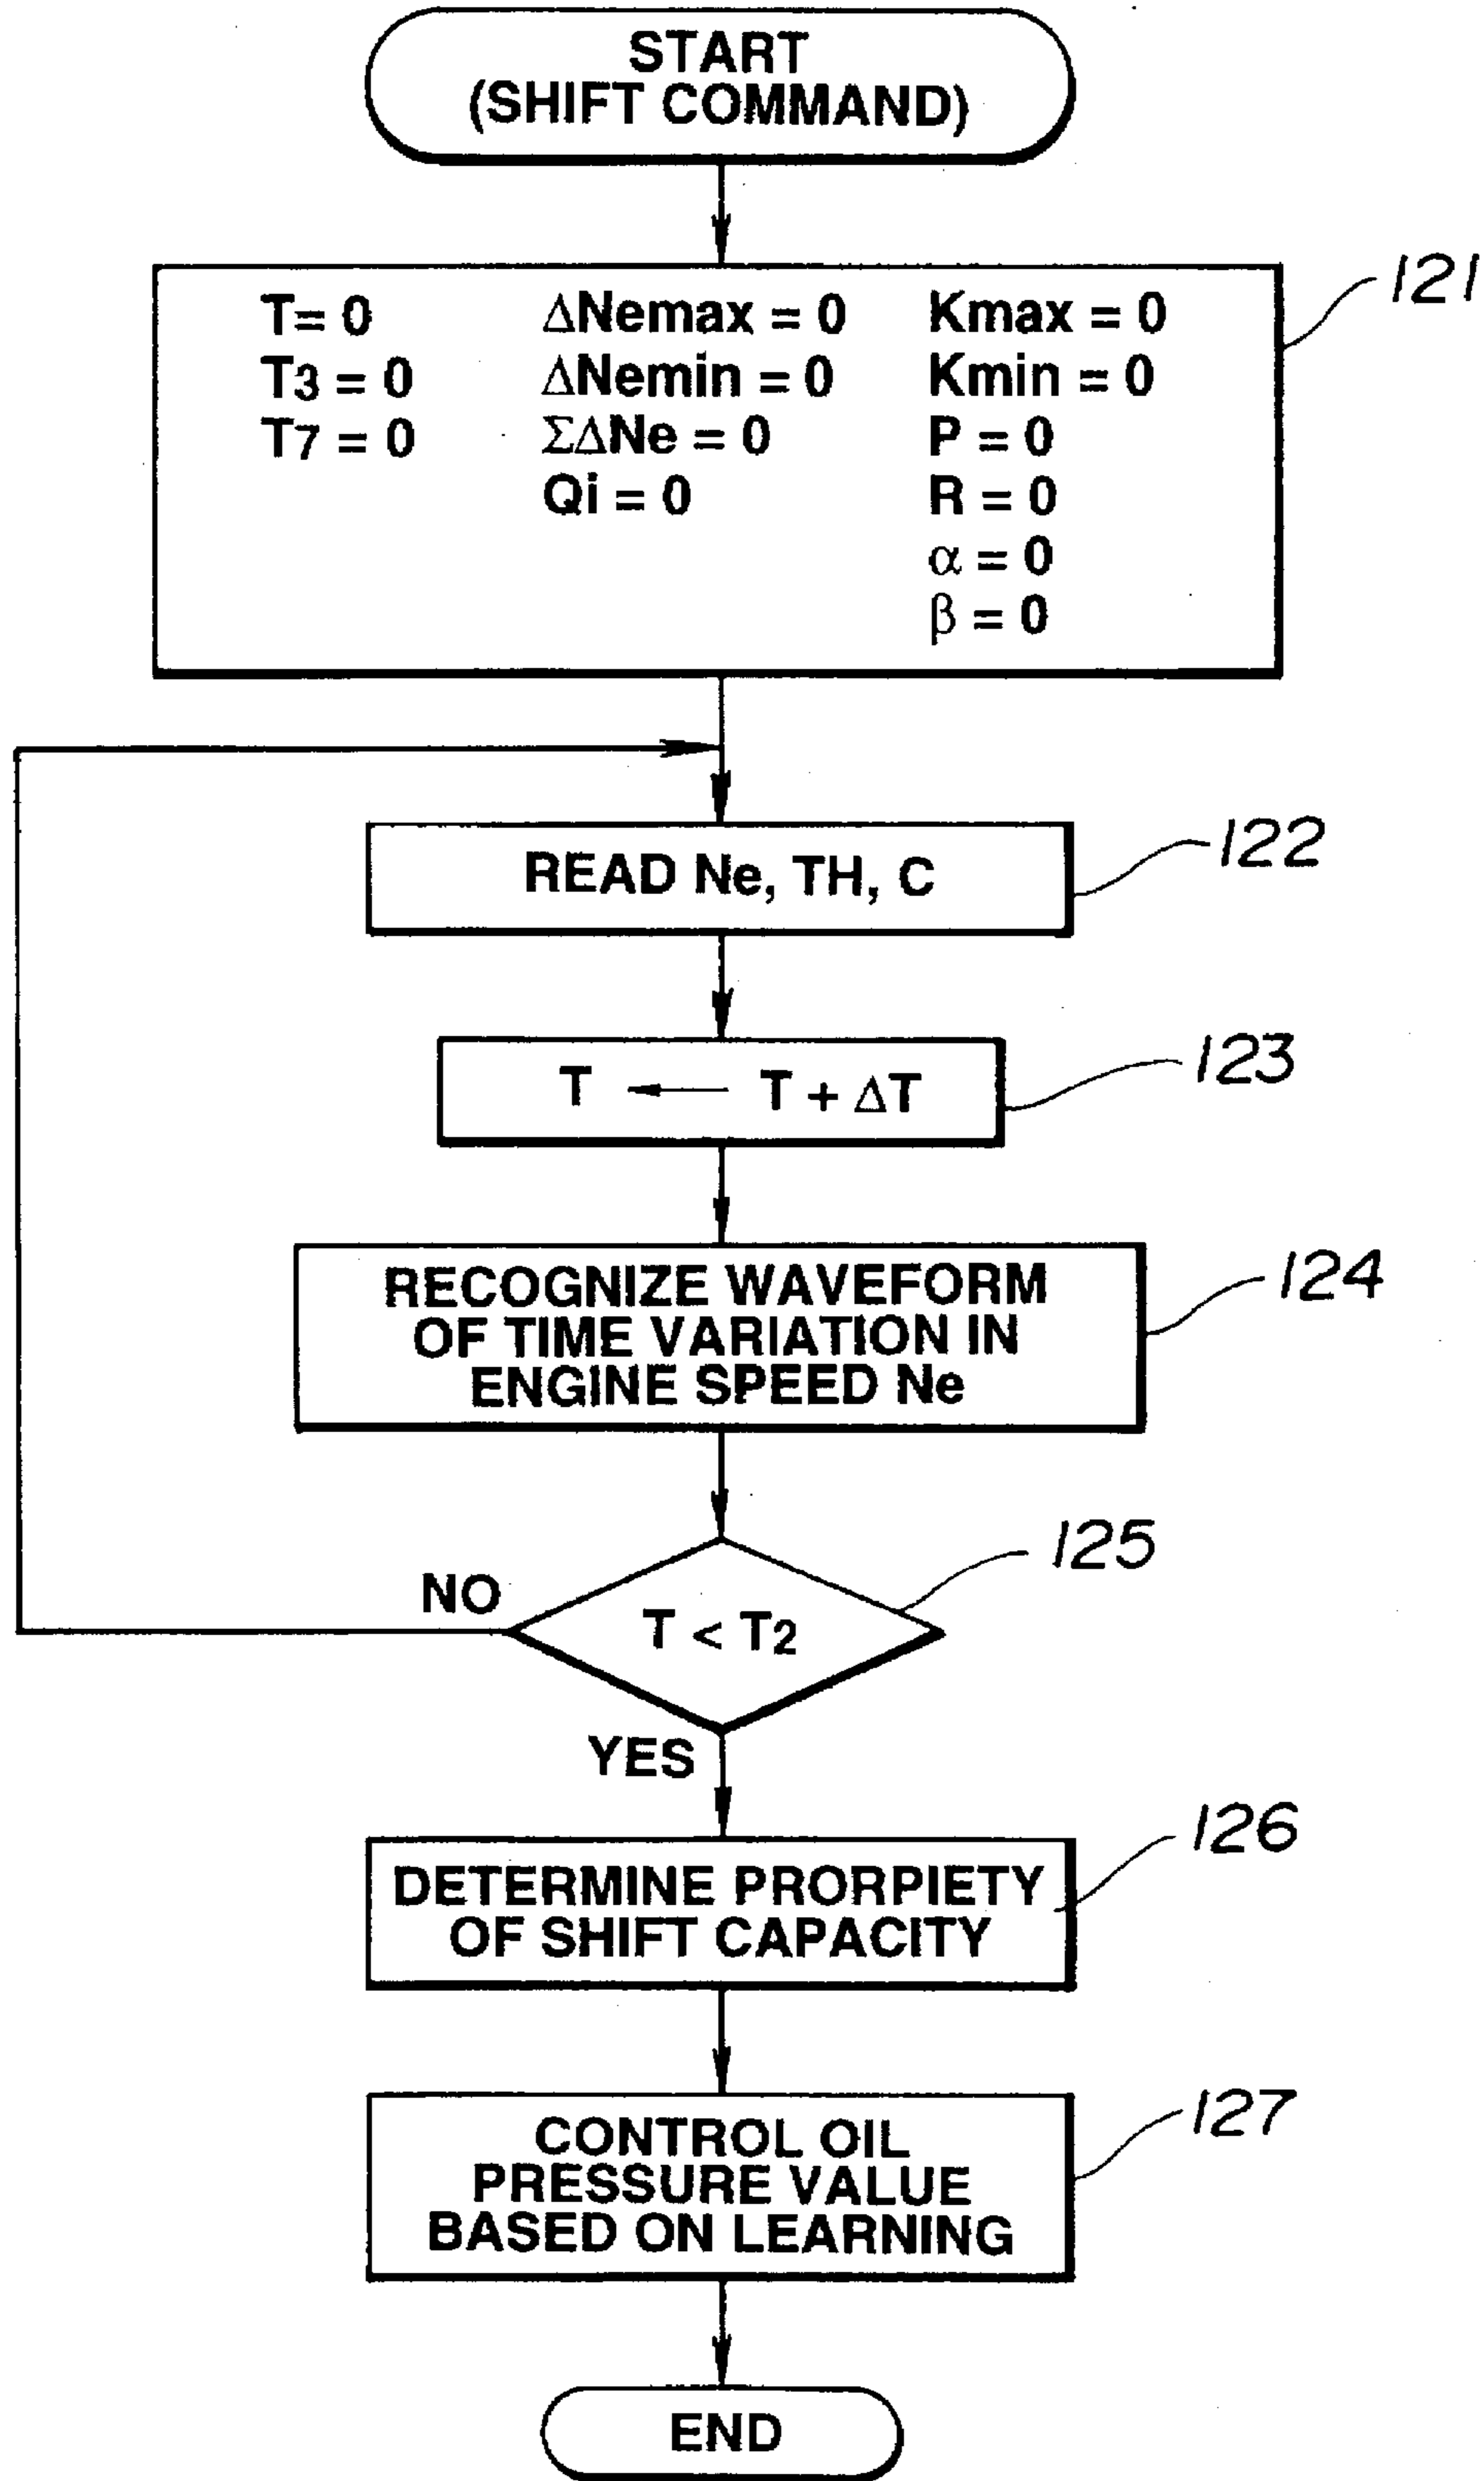 START
(SHIFT COMMAND)
T= 0 ΔNemax = 0 Kmax = 0
T3 = 0 ΔNemin = 0 Kmin = 0
T7 = 0 ΣΔNe = 0 P = 0
Qi = 0 R = 0
α = 0
β = 0
121
READ Ne, TH, C
122
T ← T + ΔT
123
RECOGNIZE WAVEFORM
OF TIME VARIATION IN
ENGINE SPEED Ne
124
NO
T < T2
125
YES
DETERMINE PRORPIETY
OF SHIFT CAPACITY
126
CONTROL OIL
PRESSURE VALUE
BASED ON LEARNING
127
END